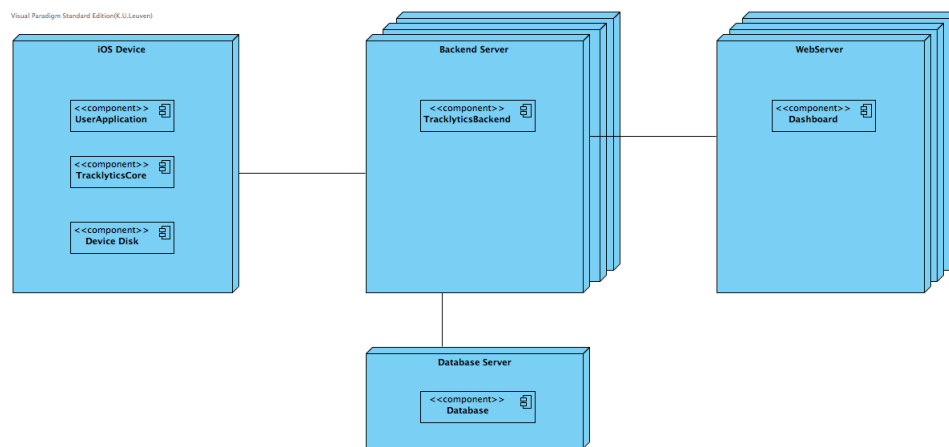 Visual Paradigm Standard Edition(K.U.Leuven)
iOS Device
<<component>>
UserApplication
<<component>>
TracklyticsCore
<<component>>
Device Disk
Backend Server
<<component>>
TracklyticsBackend
WebServer
<<component>>
Dashboard
Database Server
<<component>>
Database